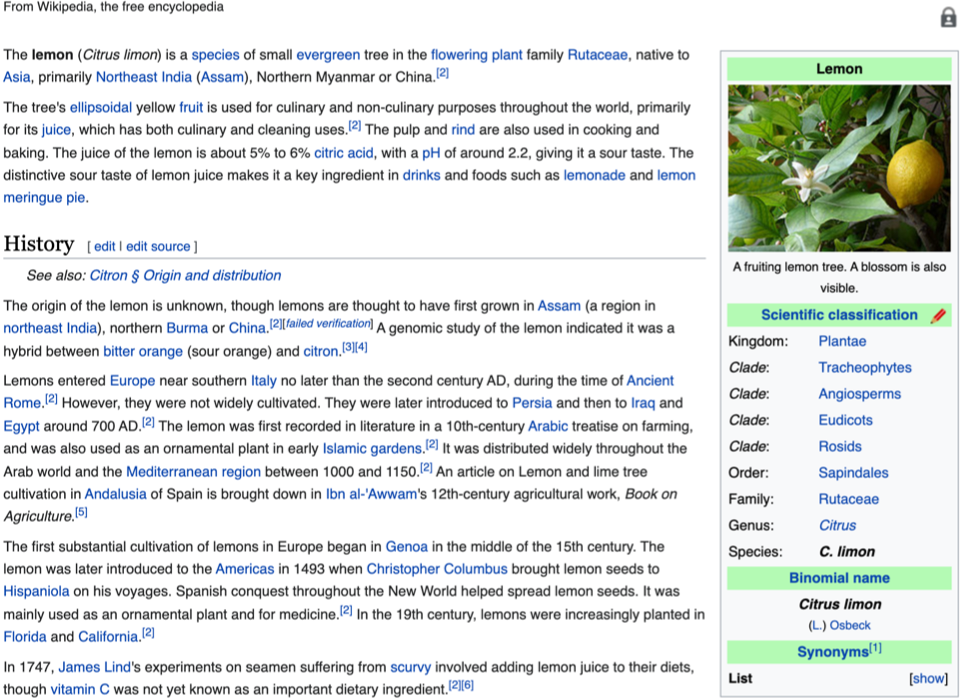 From Wikipedia, the free encyclopedia
The lemon (Citrus limon) is a species of small evergreen tree in the flowering plant family Rutaceae, native to
Asia, primarily Northeast India (Assam), Northern Myanmar or China.[2]
The tree's ellipsoidal yellow fruit is used for culinary and non-culinary purposes throughout the world, primarily
for its juice, which has both culinary and cleaning uses.[2] The pulp and rind are also used in cooking and
baking. The juice of the lemon is about 5% to 6% citric acid, with a pH of around 2.2, giving it a sour taste. The
distinctive sour taste of lemon juice makes it a key ingredient in drinks and foods such as lemonade and lemon
meringue pie.
History [ edit | edit source ]
See also: Citron § Origin and distribution
The origin of the lemon is unknown, though lemons are thought to have first grown in Assam (a region in
northeast India), northern Burma or China.[2][failed verification] A genomic study of the lemon indicated it was a
hybrid between bitter orange (sour orange) and citron.[3][4]
Lemons entered Europe near southern Italy no later than the second century AD, during the time of Ancient
Rome.[2] However, they were not widely cultivated. They were later introduced to Persia and then to Iraq and
Egypt around 700 AD.[2] The lemon was first recorded in literature in a 10th-century Arabic treatise on farming,
and was also used as an ornamental plant in early Islamic gardens.[2] It was distributed widely throughout the
Arab world and the Mediterranean region between 1000 and 1150.[2] An article on Lemon and lime tree
cultivation in Andalusia of Spain is brought down in Ibn al-'Awwam's 12th-century agricultural work, Book on
Agriculture.[5]
The first substantial cultivation of lemons in Europe began in Genoa in the middle of the 15th century. The
lemon was later introduced to the Americas in 1493 when Christopher Columbus brought lemon seeds to
Hispaniola on his voyages. Spanish conquest throughout the New World helped spread lemon seeds. It was
mainly used as an ornamental plant and for medicine.[2] In the 19th century, lemons were increasingly planted in
Florida and California.[2]
In 1747, James Lind's experiments on seamen suffering from scurvy involved adding lemon juice to their diets,
though vitamin C was not yet known as an important dietary ingredient.[2][6]
Lemon
A fruiting lemon tree. A blossom is also
visible.
Scientific classification
Kingdom: Plantae
Clade: Tracheophytes
Clade: Angiosperms
Clade: Eudicots
Clade: Rosids
Order: Sapindales
Family: Rutaceae
Genus: Citrus
Species: C. limon
Binomial name
Citrus limon
(L.) Osbeck
Synonyms[1]
List [show]